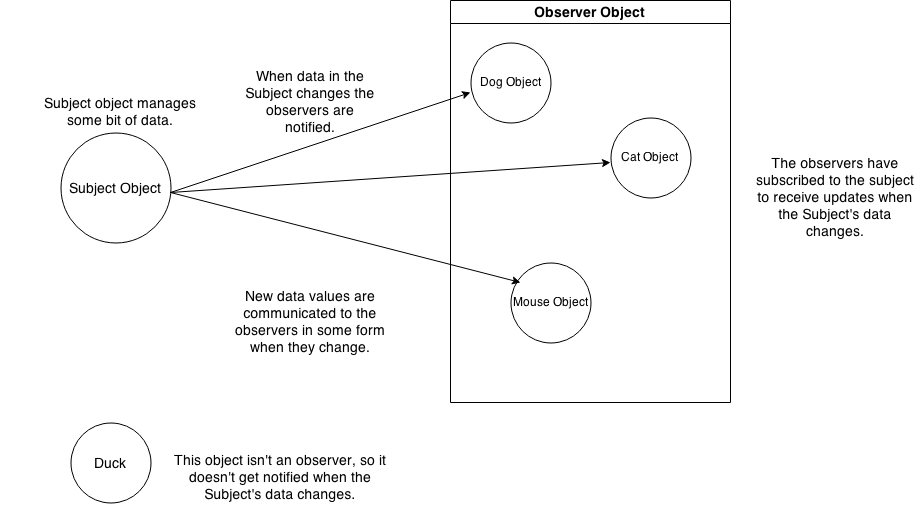 Observer Object
When data in the
Subject changes the
observers are
notified.
Dog Object
Subject object manages
some bit of data.
Subject Object
Cat Object
The observers have
subscribed to the subject
to receive updates when
the Subject's data
changes.
New data values are
communicated to the
observers in some form
when they change.
Mouse Object
Duck
This object isn't an observer, so it
doesn't get notified when the
Subject's data changes.